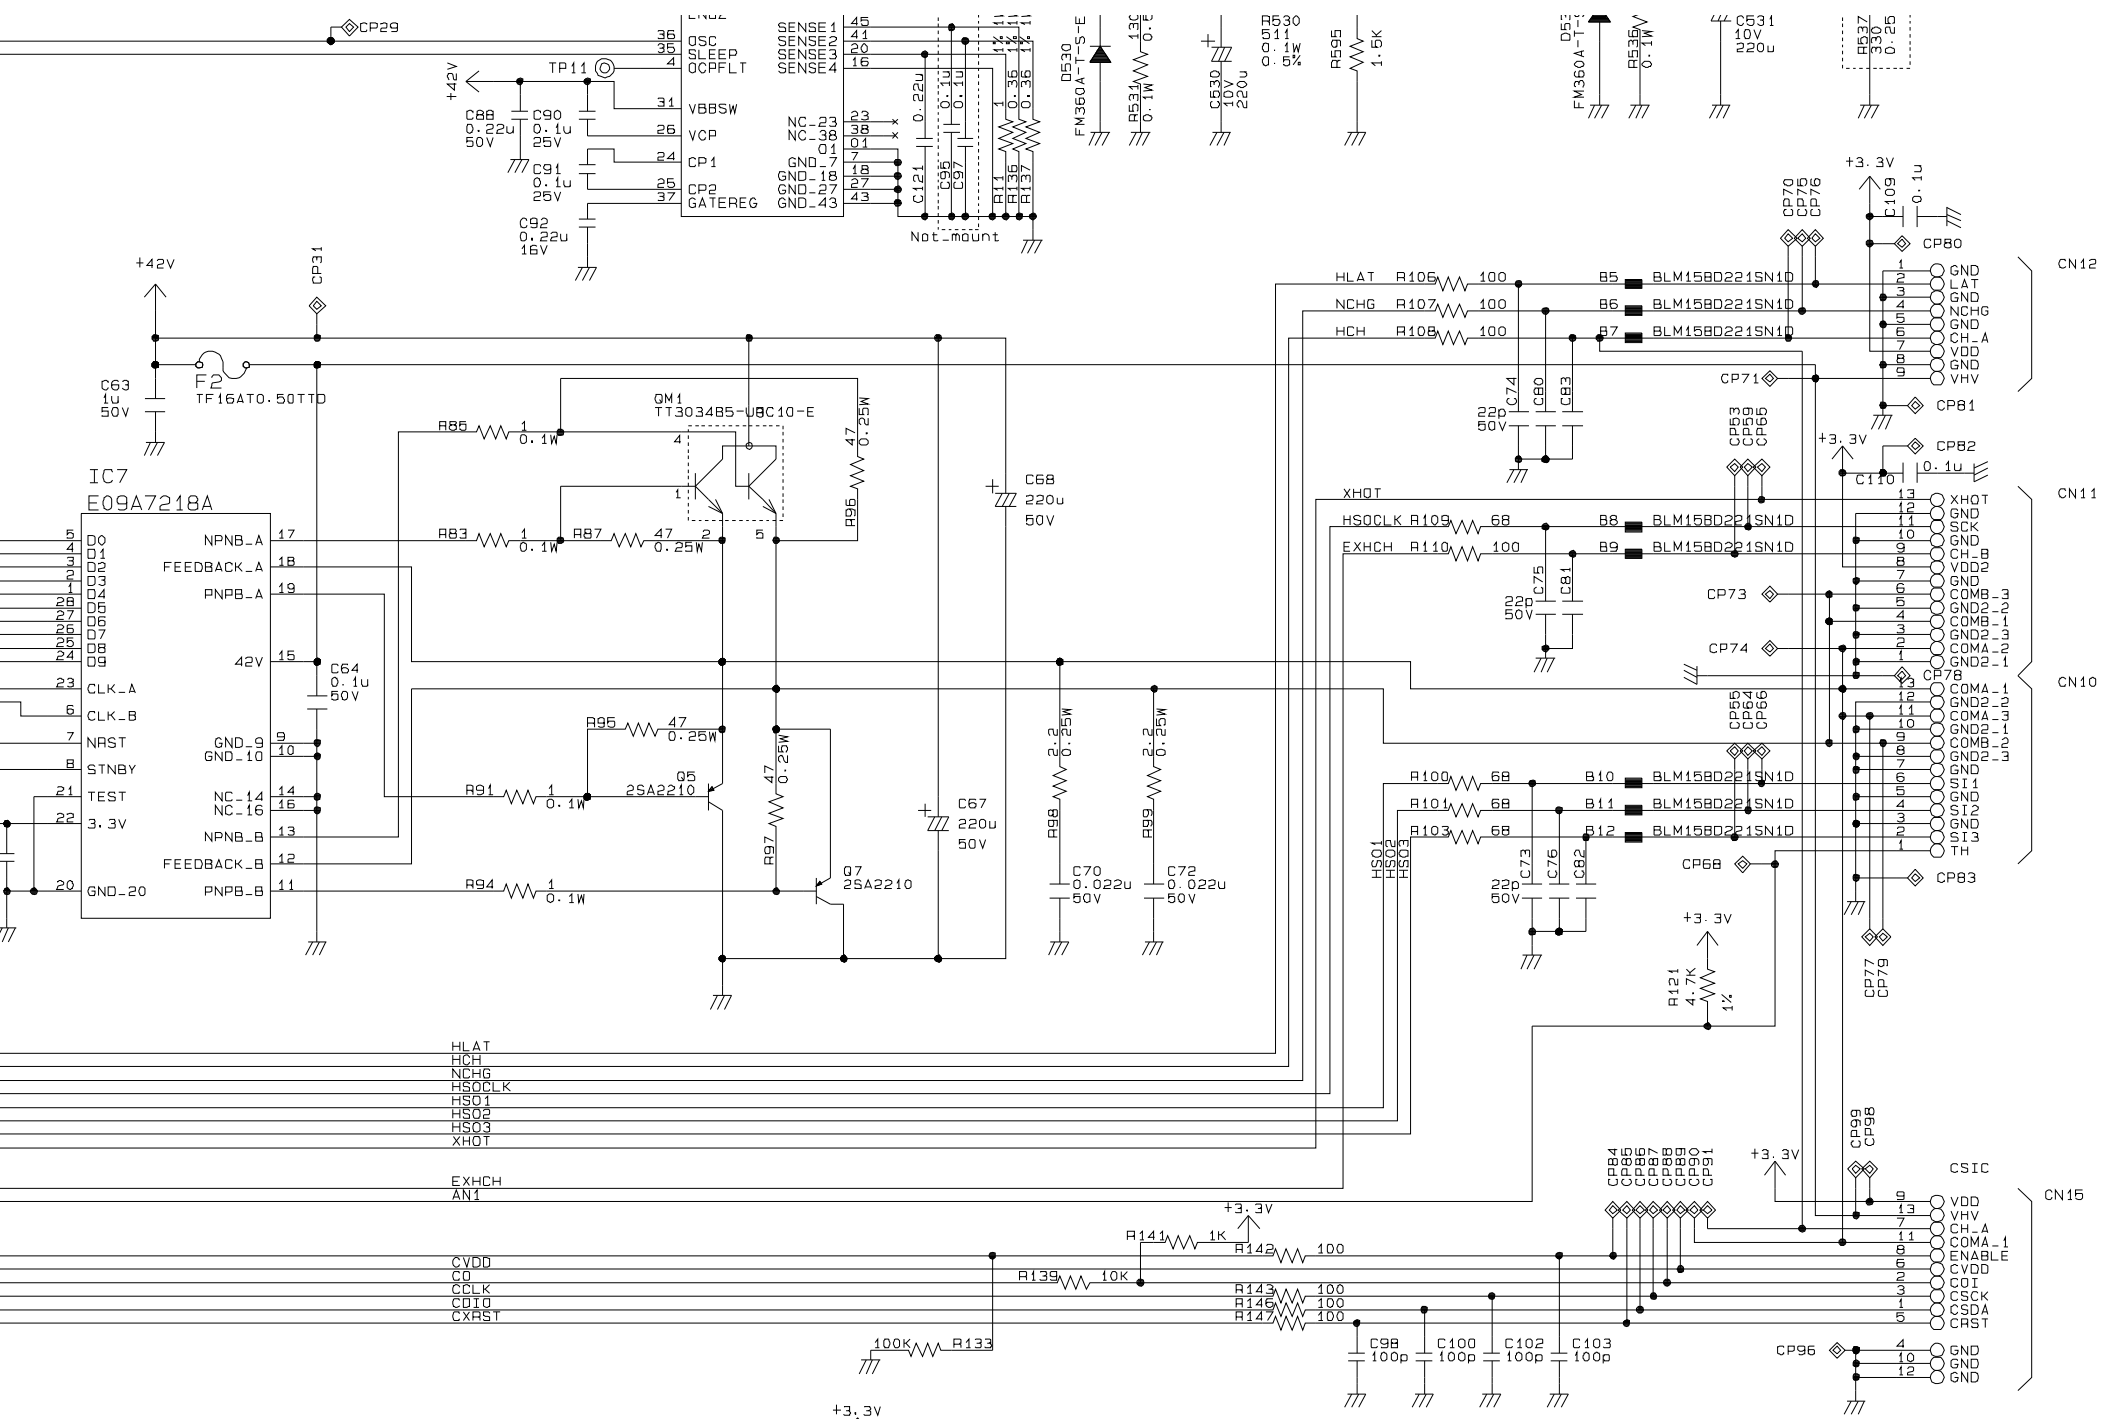 CP29
36 OSC
35 SLEEP
4 OCPFLT
TP11
+42V
31 VBBSW
26 VCP
24 CP1
25 CP2
37 GATEREG
SENSE1 45
SENSE2 41
SENSE3 20
SENSE4 16
NC_23 23
NC_38 38
01 01
GND_7 7
GND_18 18
GND_27 27
GND_43 43
C88
0.22u
50V
C90
0.1u
25V
C91
0.1u
25V
C92
0.22u
16V
C121 0.22u
C95 0.1u
C97 0.1u
R11 1 1%
R136 0.36 1%
R137 0.36 1%
Not_mount
D530
FM360A-T-S-E
R531
0.1W
C530
10V
220u
R530
511
0.1W
0.5%
R595 1.5K
FM360A-T-S
R536
0.1W
C531
10V
220u
R537
330
0.25
+42V
CP31
F2
TF16AT0.50TTD
C63
1u
50V
IC7
E09A7218A
5 D0
4 D1
3 D2
2 D3
1 D4
28 D5
27 D6
26 D7
25 D8
24 D9
23 CLK_A
6 CLK_B
7 NRST
8 STNBY
21 TEST
22 3.3V
20 GND_20
NPNB_A 17
FEEDBACK_A 18
PNPB_A 19
42V 15
GND_9 9
GND_10 10
NC_14 14
NC_16 16
NPNB_B 13
FEEDBACK_B 12
PNPB_B 11
C64
0.1u
50V
R85 1
0.1W
R83 1
0.1W
R87 47
0.25W
QM1
TT3034B5-U
C10-E
4
1
2
5
R96 47
0.25W
R95 47
0.25W
R91 1
0.1W
Q5
2SA2210
R97 47
0.25W
R94 1
0.1W
Q7
2SA2210
C68
220u
50V
C67
220u
50V
R98 2.2
0.25W
C70
0.022u
50V
R99 2.2
0.25W
C72
0.022u
50V
HLAT R106 100 B5 BLM15BD221SN1D
NCHG R107 100 B6 BLM15BD221SN1D
HCH R108 100 B7 BLM15BD221SN1D
C74 C80 C83
22p
50V
CP70
CP75
CP76
+3.3V
C109 0.1u
CP80
CN12
1 GND
2 LAT
3 GND
4 NCHG
5 GND
6 CH_A
7 VDD
8 GND
9 VHV
CP71
CP81
CP53
CP59
CP65
+3.3V
CP82
C110 0.1u
XHOT
HSOCLK R109 68 B8 BLM15BD221SN1D
EXHCH R110 100 B9 BLM15BD221SN1D
C75 C81
22p
50V
CN11
13 XHOT
12 GND
11 SCK
10 GND
9 CH_B
8 VDD2
7 GND
6 COMB_3
5 GND2_2
4 COMB_1
3 GND2_3
2 COMA_2
1 GND2_1
CP73
CP74
CP78
CN10
13 COMA_1
12 GND2_2
11 COMA_3
10 GND2_1
9 COMB_2
8 GND2_3
7 GND
6 SI1
5 GND
4 SI2
3 GND
2 SI3
1 TH
CP55
CP64
CP66
R100 68 B10 BLM15BD221SN1D
R101 68 B11 BLM15BD221SN1D
R103 68 B12 BLM15BD221SN1D
HSO1
HSO2
HSO3
C73 C76 C82
22p
50V
CP68
CP83
CP77
CP79
+3.3V
R121
4.7K
1%
HLAT
HCH
NCHG
HSOCLK
HSO1
HSO2
HSO3
XHOT
EXHCH
AN1
CVDD
CO
CCLK
CDIO
CXRST
R141 1K
+3.3V
R142 100
R139 10K
R143 100
R146 100
R147 100
100K R133
C98
100p
C100
100p
C102
100p
C103
100p
CP84
CP85
CP86
CP87
CP88
CP89
CP90
CP91
+3.3V
CP99
CP98
CSIC
CN15
9 VDD
13 VHV
7 CH_A
11 COMA_1
8 ENABLE
6 CVDD
2 COI
3 CSCK
1 CSDA
5 CRST
4 GND
10 GND
12 GND
CP96
+3.3V